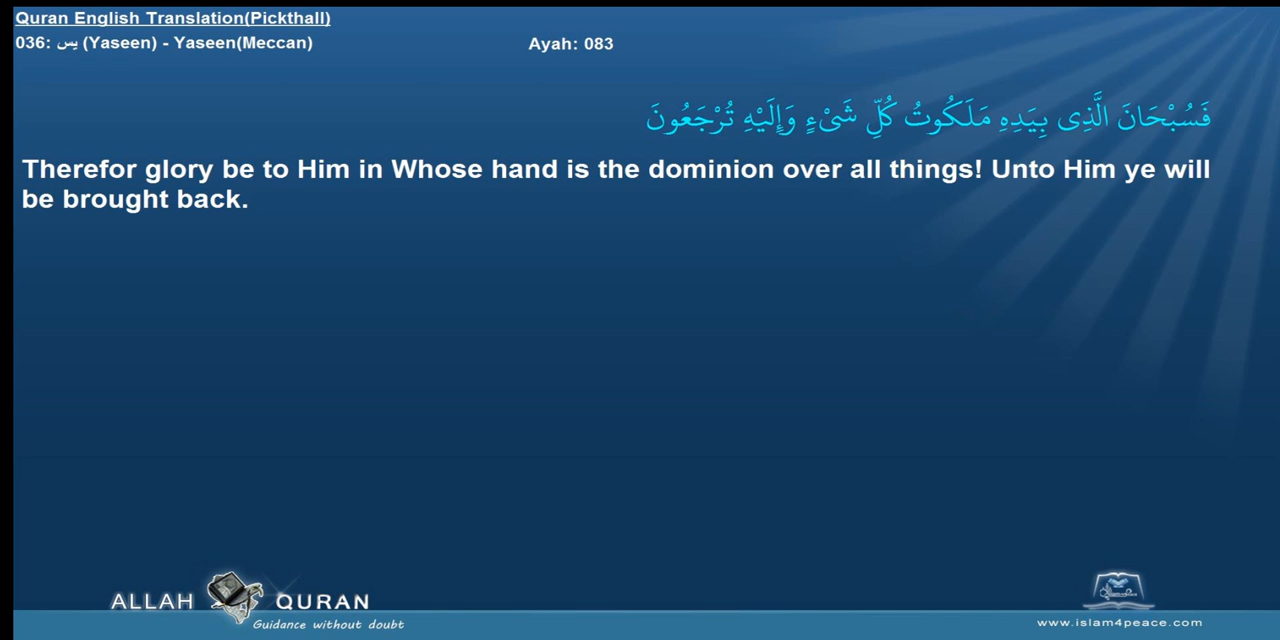 Quran English Translation(Pickthall)
036: يس (Yaseen) - Yaseen(Meccan)
Ayah: 083
فَسُبْحَانَ الَّذِى بِيَدِهِ مَلَكُوتُ كُلِّ شَىْءٍ وَإِلَيْهِ تُرْجَعُونَ
Therefor glory be to Him in Whose hand is the dominion over all things! Unto Him ye will
be brought back.
ALLAH QURAN
Guidance without doubt
www.islam4peace.com